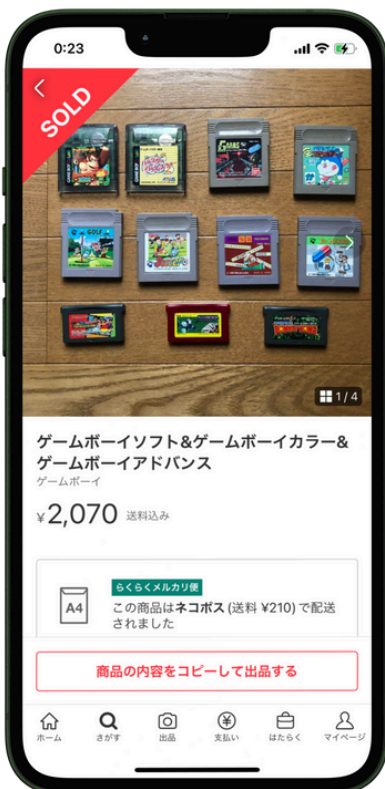 0:23
SOLD
GOLF
1/4
ゲームボーイソフト&ゲームボーイカラー&
ゲームボーイアドバンス
ゲームボーイ
¥2,070 送料込み
A4
らくらくメルカリ便
この商品はネコポス (送料 ¥210) で配送
されました
商品の内容をコピーして出品する
ホーム
さがす
出品
支払い
はたらく
マイページ